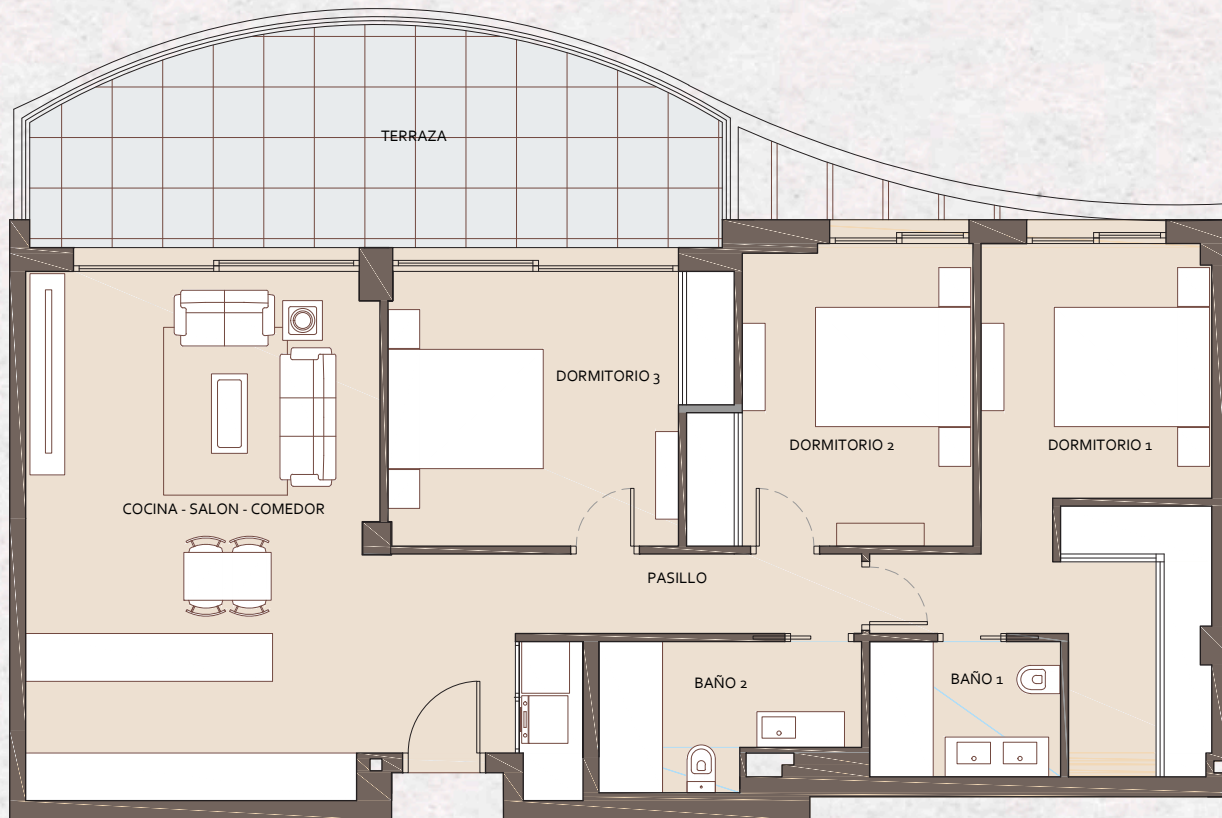 TERRAZA
DORMITORIO 3
DORMITORIO 2
DORMITORIO 1
COCINA - SALON - COMEDOR
PASILLO
BAÑO 2
BAÑO 1